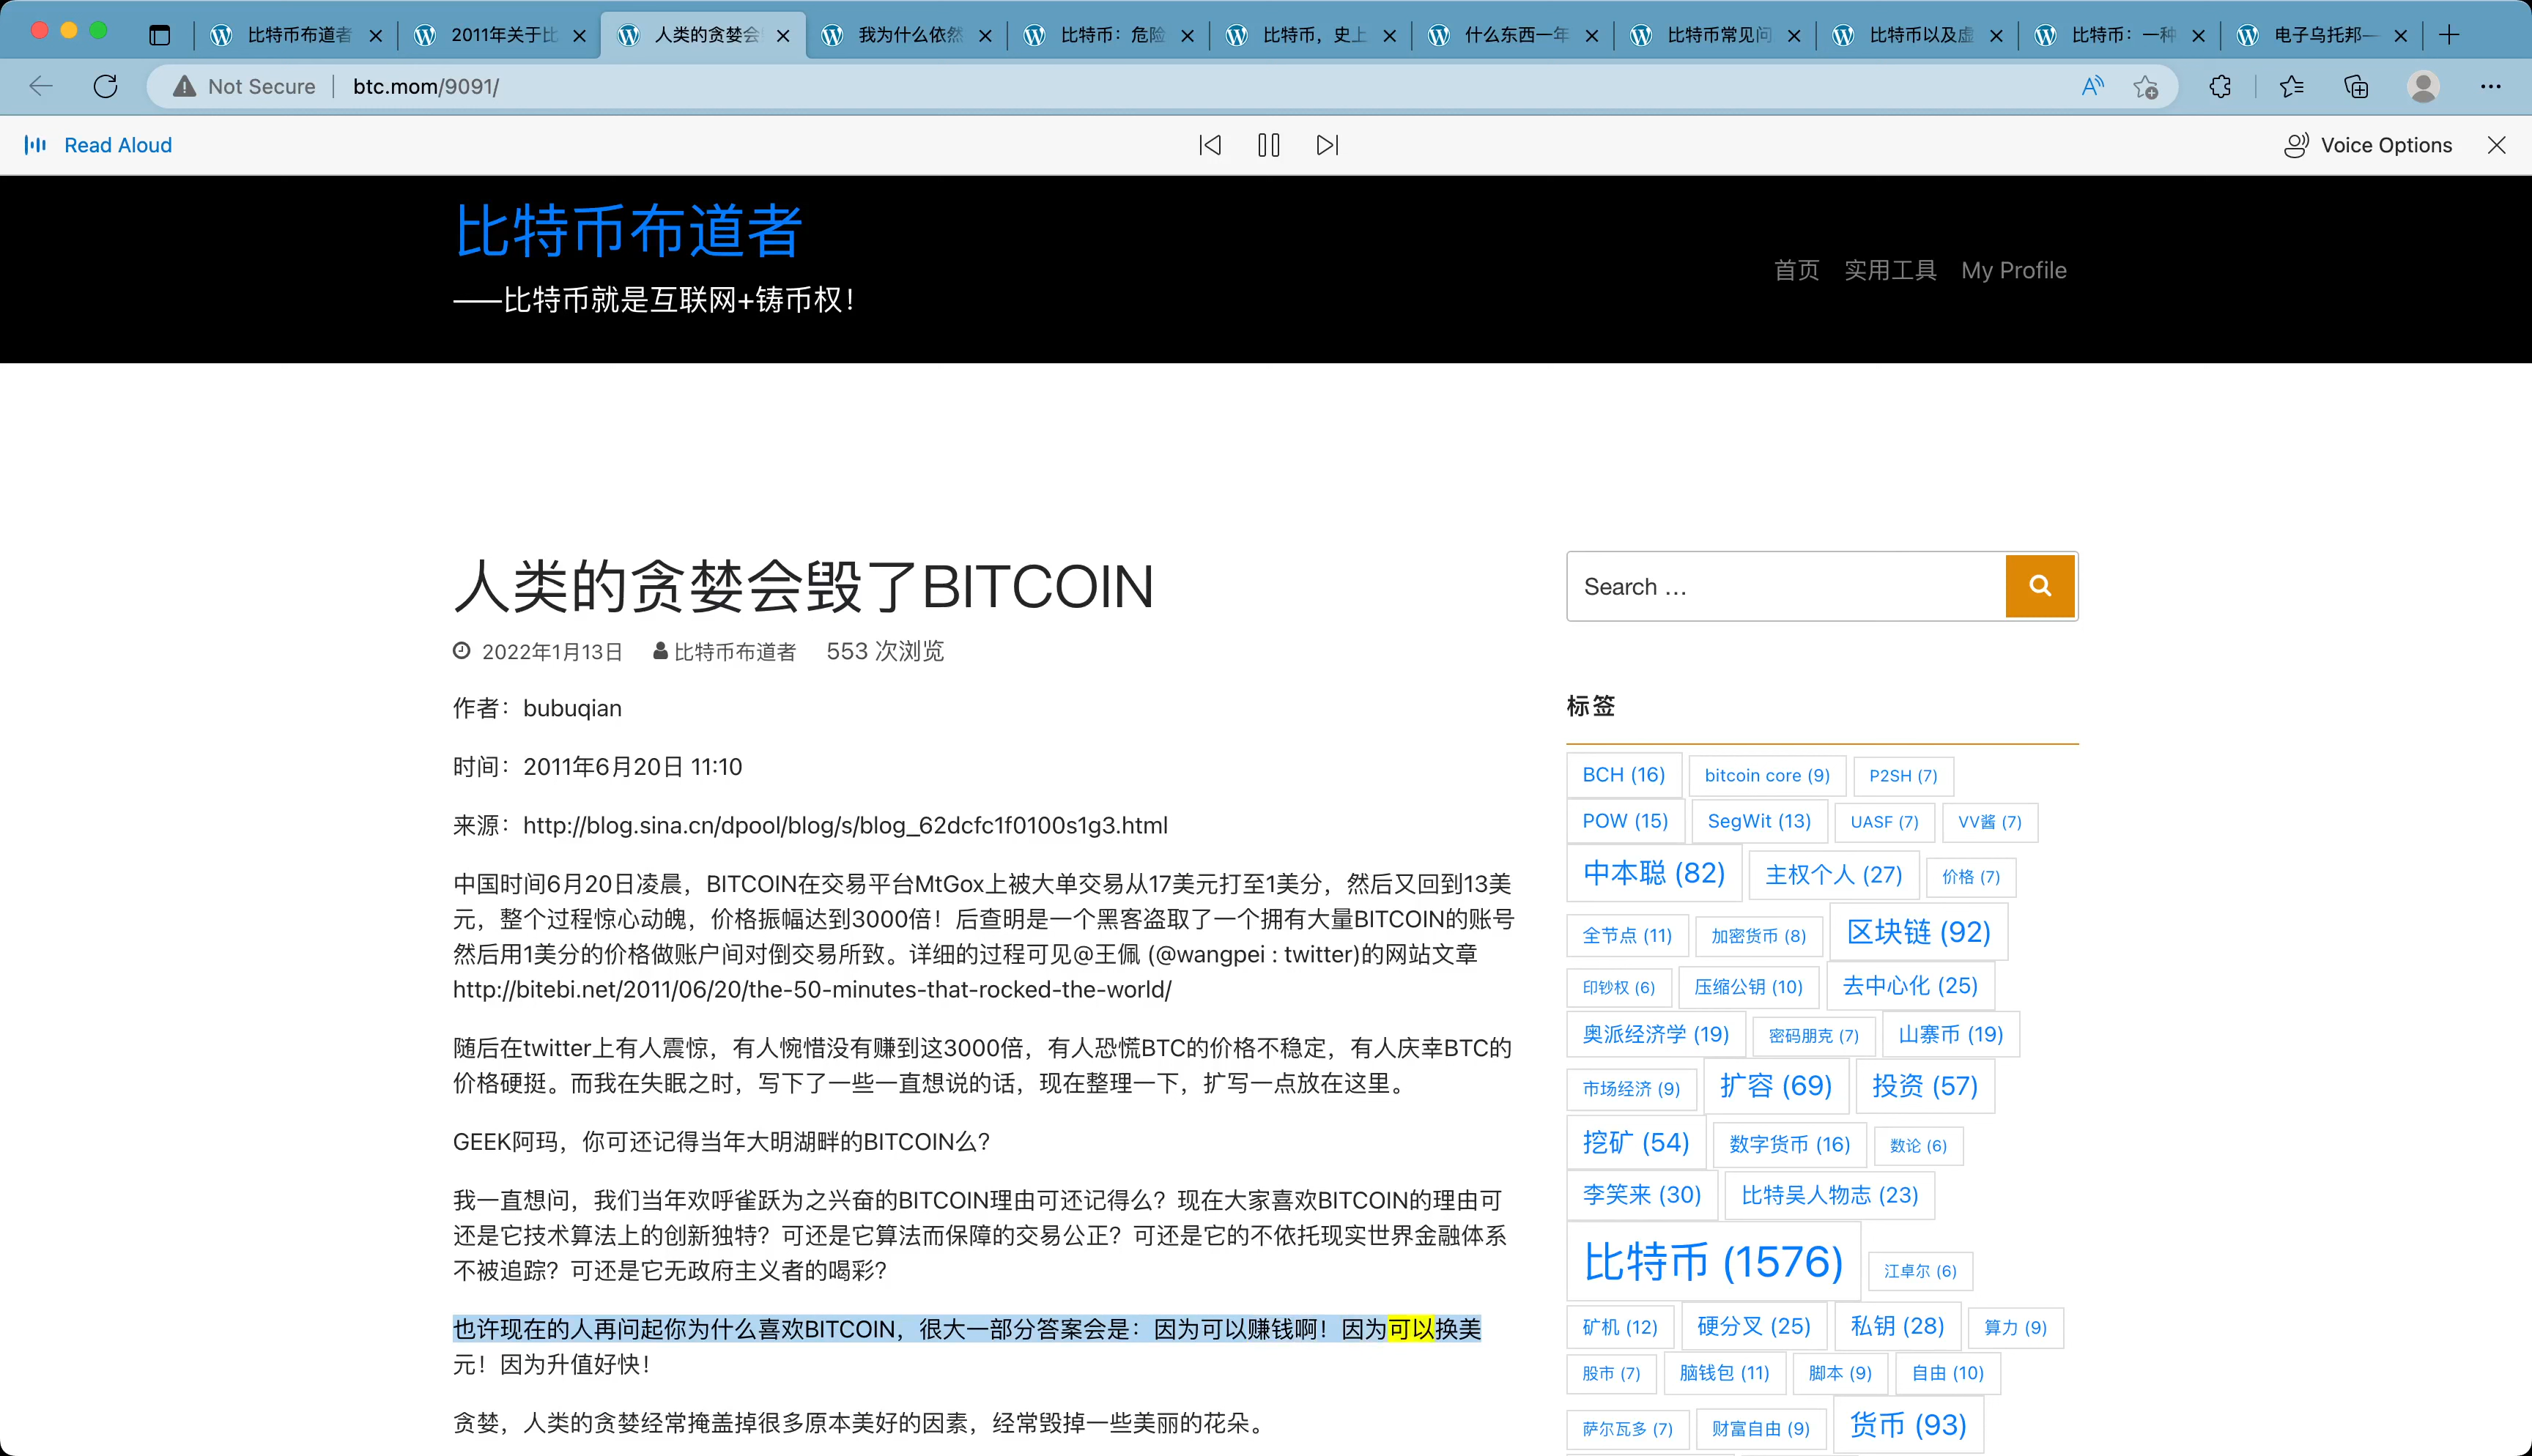 比特币布道者
2011年关于比
人类的贪婪会
我为什么依然
比特币：危险
比特币，史上
什么东西一年
比特币常见问
比特币以及虚
比特币：一种
电子乌托邦—
Not Secure
btc.mom/9091/
Read Aloud
Voice Options
比特币布道者
——比特币就是互联网+铸币权！
首页 实用工具 My Profile
人类的贪婪会毁了BITCOIN
2022年1月13日 比特币布道者 553 次浏览
作者：bubuqian
时间：2011年6月20日 11:10
来源：http://blog.sina.cn/dpool/blog/s/blog_62dcfc1f0100s1g3.html
中国时间6月20日凌晨，BITCOIN在交易平台MtGox上被大单交易从17美元打至1美分，然后又回到13美
元，整个过程惊心动魄，价格振幅达到3000倍！后查明是一个黑客盗取了一个拥有大量BITCOIN的账号
然后用1美分的价格做账户间对倒交易所致。详细的过程可见@王佩 (@wangpei : twitter)的网站文章
http://bitebi.net/2011/06/20/the-50-minutes-that-rocked-the-world/
随后在twitter上有人震惊，有人惋惜没有赚到这3000倍，有人恐慌BTC的价格不稳定，有人庆幸BTC的
价格硬挺。而我在失眠之时，写下了一些一直想说的话，现在整理一下，扩写一点放在这里。
GEEK阿玛，你可还记得当年大明湖畔的BITCOIN么？
我一直想问，我们当年欢呼雀跃为之兴奋的BITCOIN理由可还记得么？现在大家喜欢BITCOIN的理由可
还是它技术算法上的创新独特？可还是它算法而保障的交易公正？可还是它的不依托现实世界金融体系
不被追踪？可还是它无政府主义者的喝彩？
也许现在的人再问起你为什么喜欢BITCOIN，很大一部分答案会是：因为可以赚钱啊！因为可以换美
元！因为升值好快！
贪婪，人类的贪婪经常掩盖掉很多原本美好的因素，经常毁掉一些美丽的花朵。
Search …
标签
BCH (16) bitcoin core (9) P2SH (7)
POW (15) SegWit (13) UASF (7) VV酱 (7)
中本聪 (82) 主权个人 (27) 价格 (7)
全节点 (11) 加密货币 (8) 区块链 (92)
印钞权 (6) 压缩公钥 (10) 去中心化 (25)
奥派经济学 (19) 密码朋克 (7) 山寨币 (19)
市场经济 (9) 扩容 (69) 投资 (57)
挖矿 (54) 数字货币 (16) 数论 (6)
李笑来 (30) 比特吴人物志 (23)
比特币 (1576) 江卓尔 (6)
矿机 (12) 硬分叉 (25) 私钥 (28) 算力 (9)
股市 (7) 脑钱包 (11) 脚本 (9) 自由 (10)
萨尔瓦多 (7) 财富自由 (9) 货币 (93)